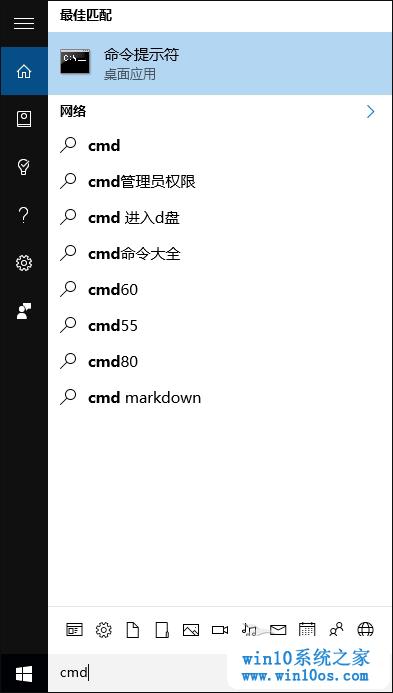 最佳匹配
C:\.
命令提示符
桌面应用
网络
cmd
cmd管理员权限
cmd 进入d盘
cmd命令大全
cmd60
cmd55
cmd80
cmd markdown
cmd
win10系统之家
www.win10os.com